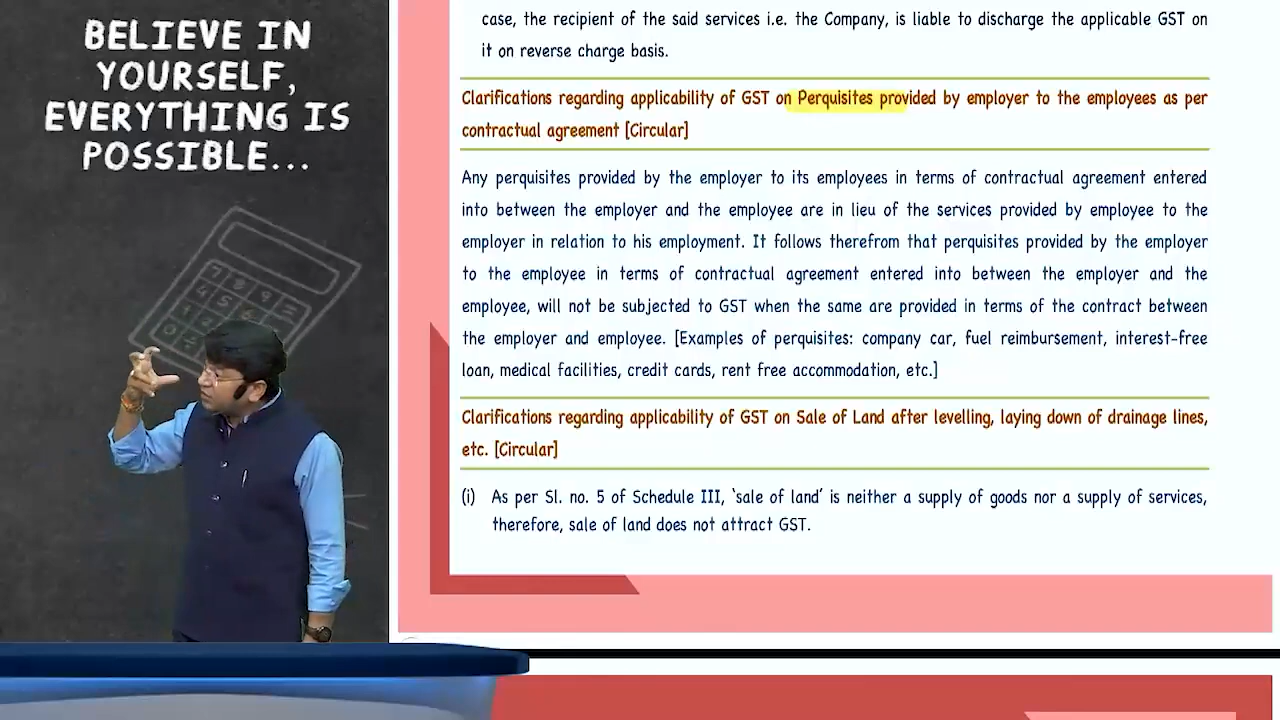 BELIEVE IN
YOURSELF,
EVERYTHING IS
POSSIBLE...
case, the recipient of the said services i.e. the Company, is liable to discharge the applicable GST on
it on reverse charge basis.
Clarifications regarding applicability of GST on Perquisites provided by employer to the employees as per
contractual agreement [Circular]
Any perquisites provided by the employer to its employees in terms of contractual agreement entered
into between the employer and the employee are in lieu of the services provided by employee to the
employer in relation to his employment. It follows therefrom that perquisites provided by the employer
to the employee in terms of contractual agreement entered into between the employer and the
employee, will not be subjected to GST when the same are provided in terms of the contract between
the employer and employee. [Examples of perquisites: company car, fuel reimbursement, interest-free
loan, medical facilities, credit cards, rent free accommodation, etc.]
Clarifications regarding applicability of GST on Sale of Land after levelling, laying down of drainage lines,
etc. [Circular]
(i) As per Sl. no. 5 of Schedule III, 'sale of land' is neither a supply of goods nor a supply of services,
therefore, sale of land does not attract GST.